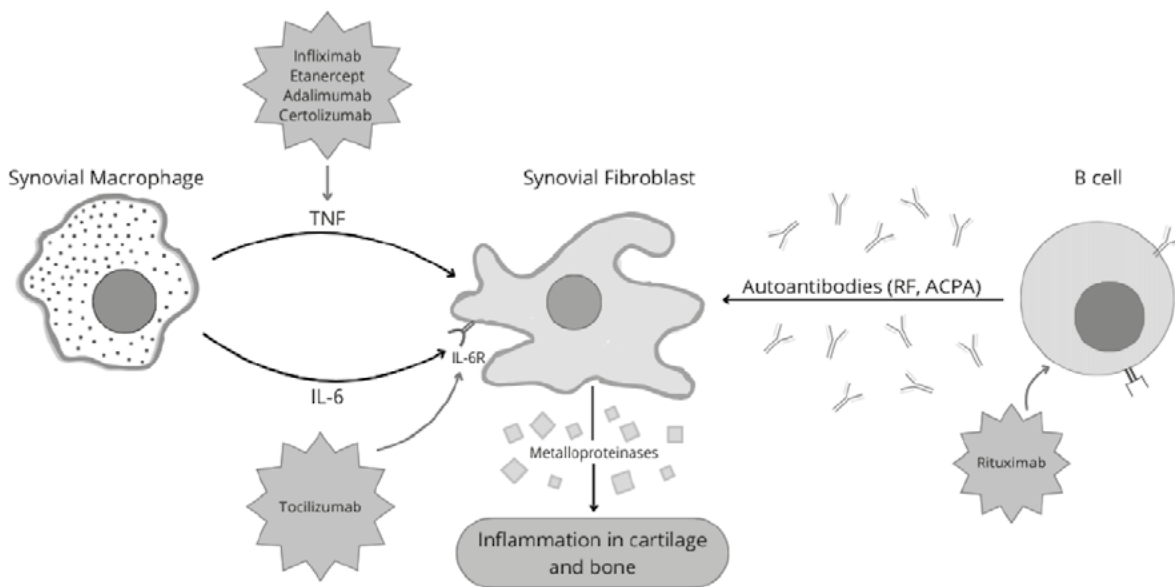 Infliximab
Etanercept
Adalimumab
Certolizumab
Synovial Macrophage
Synovial Fibroblast
B cell
TNF
Autoantibodies (RF, ACPA)
IL-6R
IL-6
Metalloproteinases
Tocilizumab
Rituximab
Inflammation in cartilage
and bone